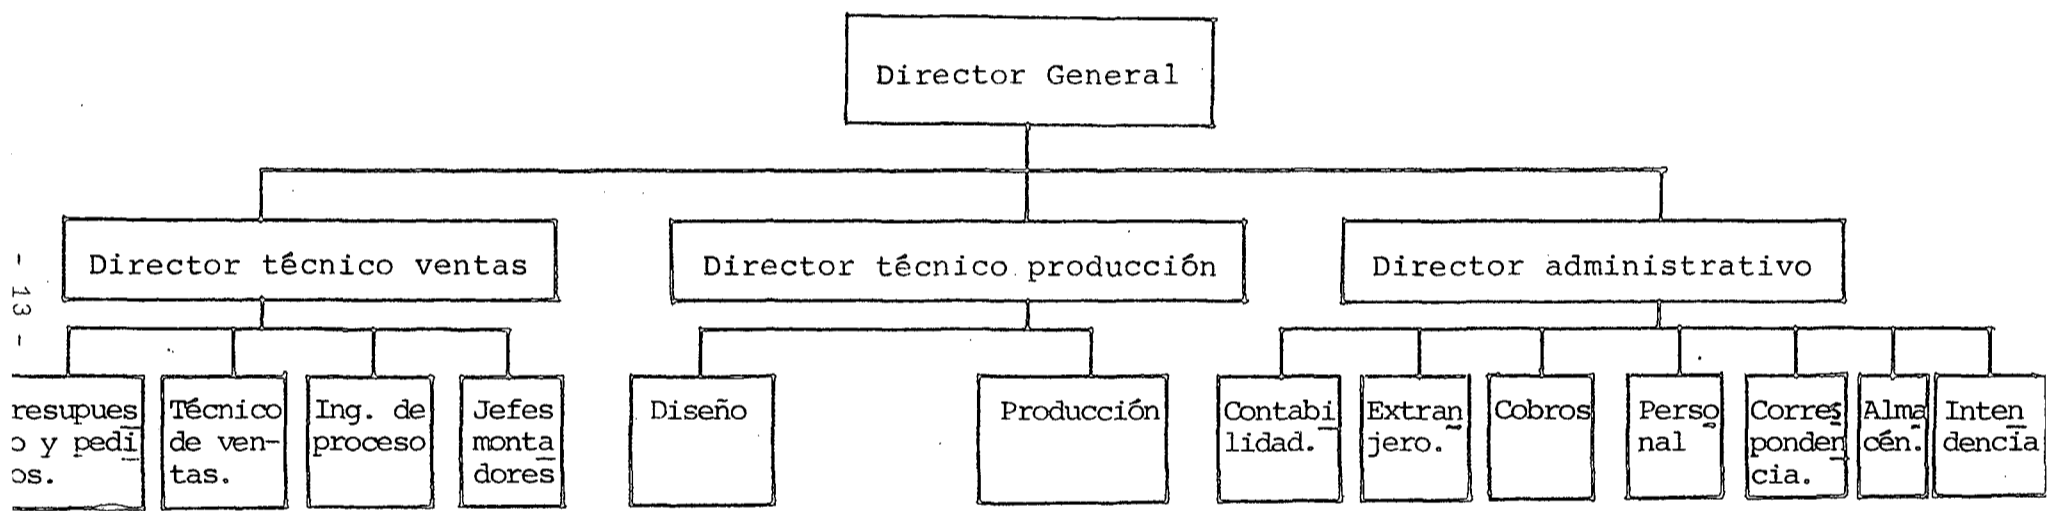 Director General
Director técnico ventas
Director técnico producción
Director administrativo
- 13 -
resupues
o y pedi
os.
Técnico
de ven-
tas.
Ing. de
proceso
Jefes
monta
dores
Diseño
Producción
Contabi
lidad.
Extran
jero.
Cobros
Perso
nal
Corres
ponden
cia.
Alma
cén.
Inten
dencia